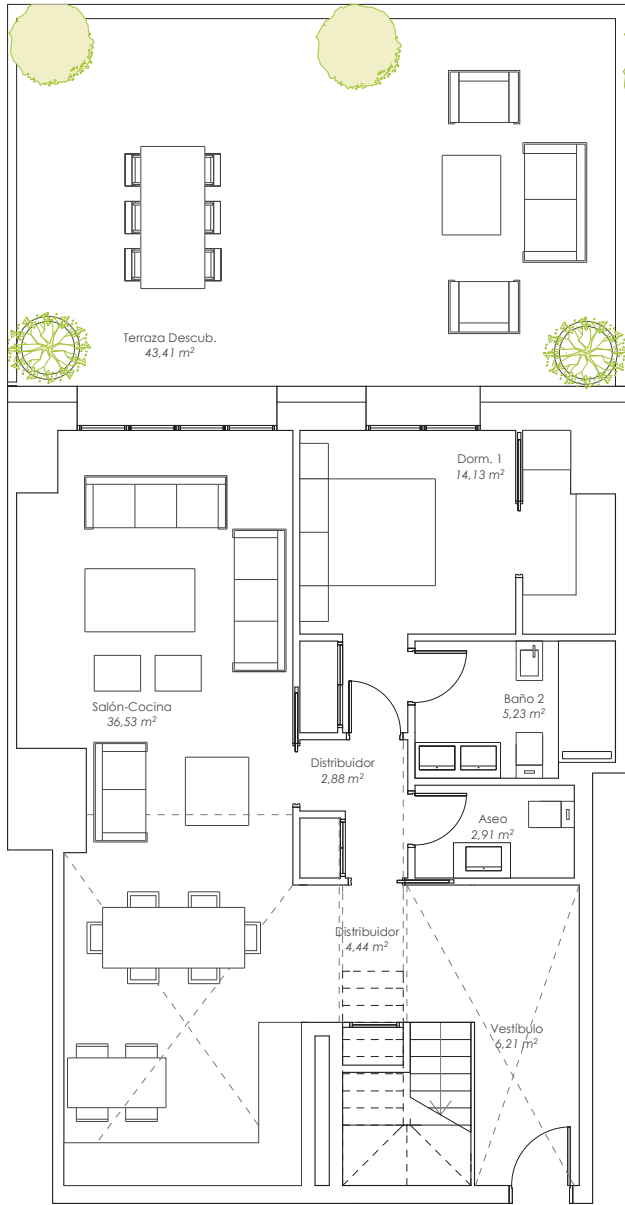 Terraza Descub.
43,41 m²
Dorm. 1
14,13 m²
Salón-Cocina
36,53 m²
Baño 2
5,23 m²
Distribuidor
2,88 m²
Aseo
2,91 m²
Distribuidor
4,44 m²
Vestíbulo
6,21 m²